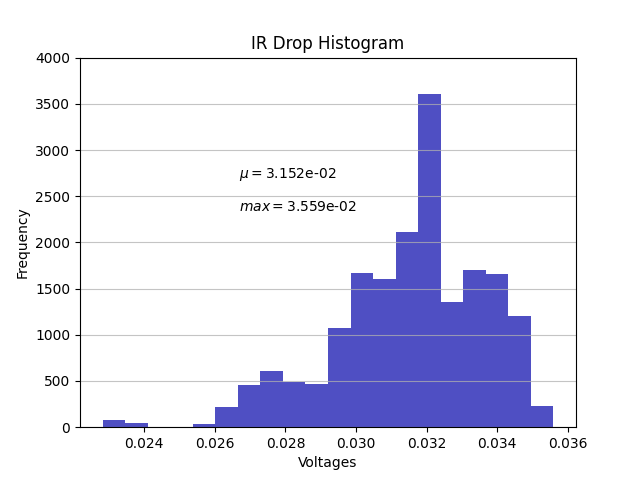 IR Drop Histogram
4000
3500
3000
2500
2000
1500
1000
500
0
Frequency
μ = 3.152e-02
max = 3.559e-02
0.024 0.026 0.028 0.030 0.032 0.034 0.036
Voltages